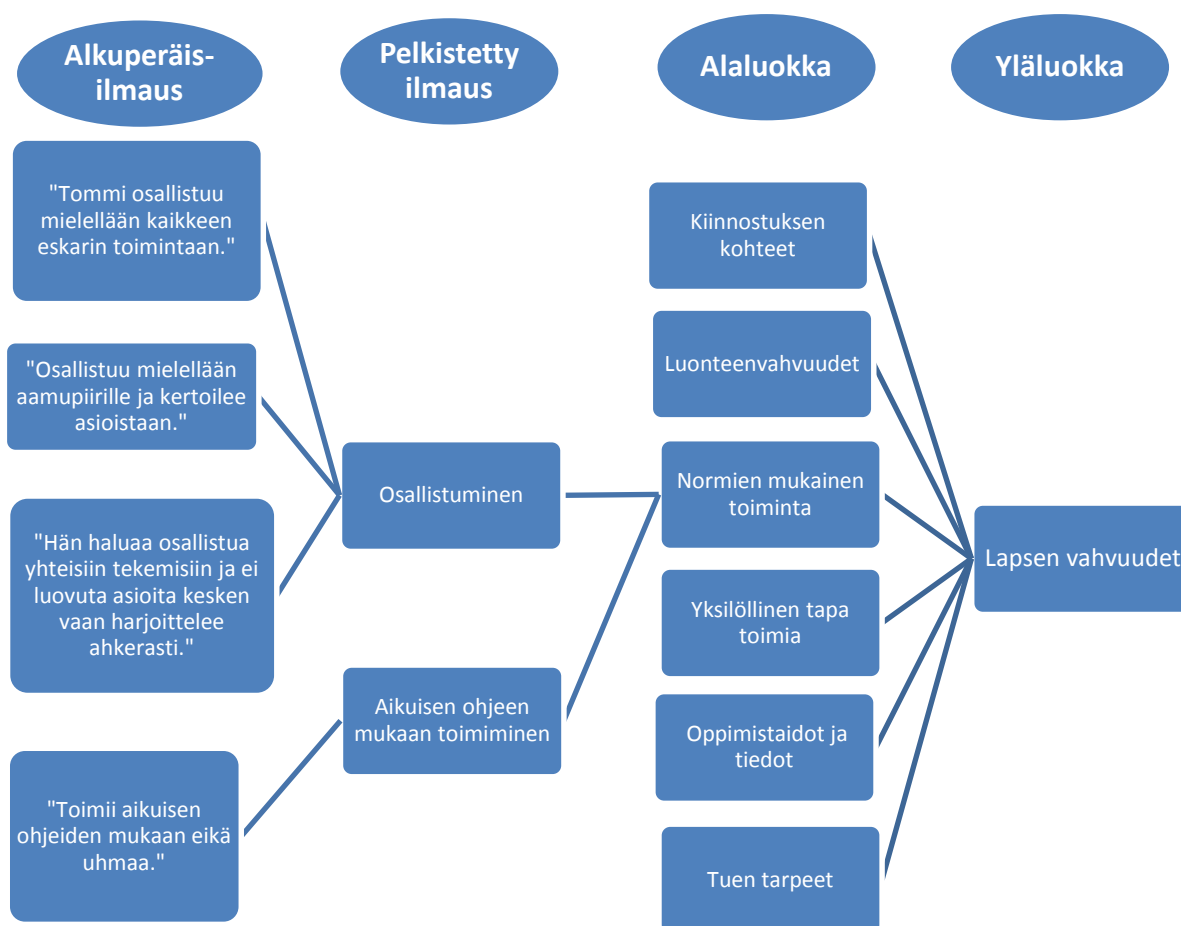 Alkuperäis-
ilmaus
Pelkistetty
ilmaus
Alaluokka
Yläluokka
"Tommi osallistuu
mielellään kaikkeen
eskarin toimintaan."
"Osallistuu mielellään
aamupiirille ja kertoilee
asioistaan."
"Hän haluaa osallistua
yhteisiin tekemisiin ja ei
luovuta asioita kesken
vaan harjoittelee
ahkerasti."
"Toimii aikuisen
ohjeiden mukaan eikä
uhmaa."
Osallistuminen
Aikuisen ohjeen
mukaan toimiminen
Kiinnostuksen
kohteet
Luonteenvahvuudet
Normien mukainen
toiminta
Yksilöllinen tapa
toimia
Oppimistaidot ja
tiedot
Tuen tarpeet
Lapsen vahvuudet